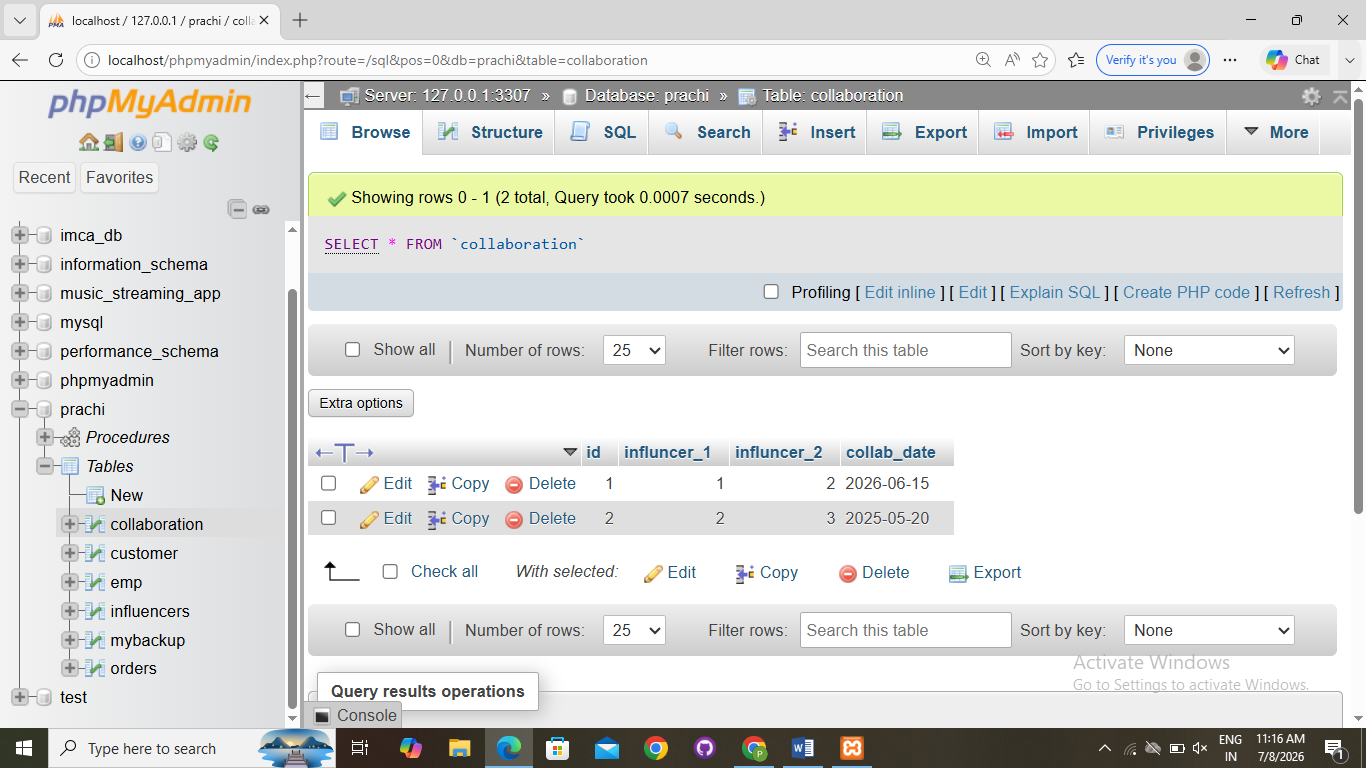 localhost / 127.0.0.1 / prachi / colla
localhost/phpmyadmin/index.php?route=/sql&pos=0&db=prachi&table=collaboration
Verify it's you
Chat
phpMyAdmin
Recent
Favorites
imca_db
information_schema
music_streaming_app
mysql
performance_schema
phpmyadmin
prachi
Procedures
Tables
New
collaboration
customer
emp
influencers
mybackup
orders
test
Server: 127.0.0.1:3307 » Database: prachi » Table: collaboration
Browse Structure SQL Search Insert Export Import Privileges More
Showing rows 0 - 1 (2 total, Query took 0.0007 seconds.)
SELECT * FROM `collaboration`
Profiling [ Edit inline ] [ Edit ] [ Explain SQL ] [ Create PHP code ] [ Refresh ]
Show all Number of rows: 25 Filter rows: Search this table Sort by key: None
Extra options
id influncer_1 influncer_2 collab_date
Edit Copy Delete 1 1 2 2026-06-15
Edit Copy Delete 2 2 3 2025-05-20
Check all With selected: Edit Copy Delete Export
Show all Number of rows: 25 Filter rows: Search this table Sort by key: None
Activate Windows
Go to Settings to activate Windows.
Query results operations
Console
Type here to search
ENG
IN
11:16 AM
7/8/2026
1